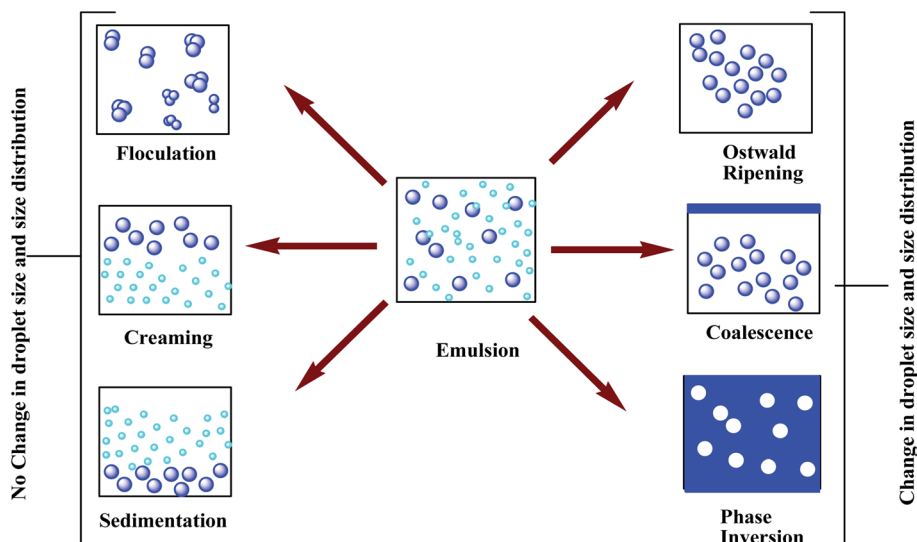 No Change in droplet size and size distribution
Floculation
Creaming
Sedimentation
Emulsion
Ostwald
Ripening
Coalescence
Phase
Inversion
Change in droplet size and size distribution